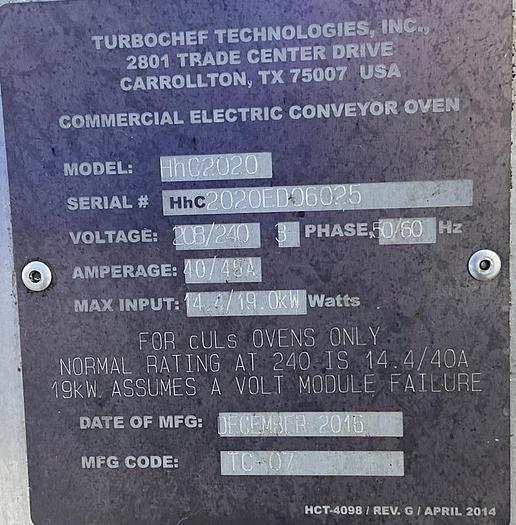 TURBOCHEF TECHNOLOGIES, INC.,
2801 TRADE CENTER DRIVE
CARROLLTON, TX 75007 USA
COMMERCIAL ELECTRIC CONVEYOR OVEN
MODEL: HhC2020
SERIAL # HhC2020ED06025
VOLTAGE: 208/240 3 PHASE, 50/60 Hz
AMPERAGE: 40/48A
MAX INPUT: 14.4/19.0kW Watts
FOR cULs OVENS ONLY
NORMAL RATING AT 240 IS 14.4/40A
19kW ASSUMES A VOLT MODULE FAILURE
DATE OF MFG: DECEMBER 2016
MFG CODE: TC-07
HCT-4098 / REV. G / APRIL 2014